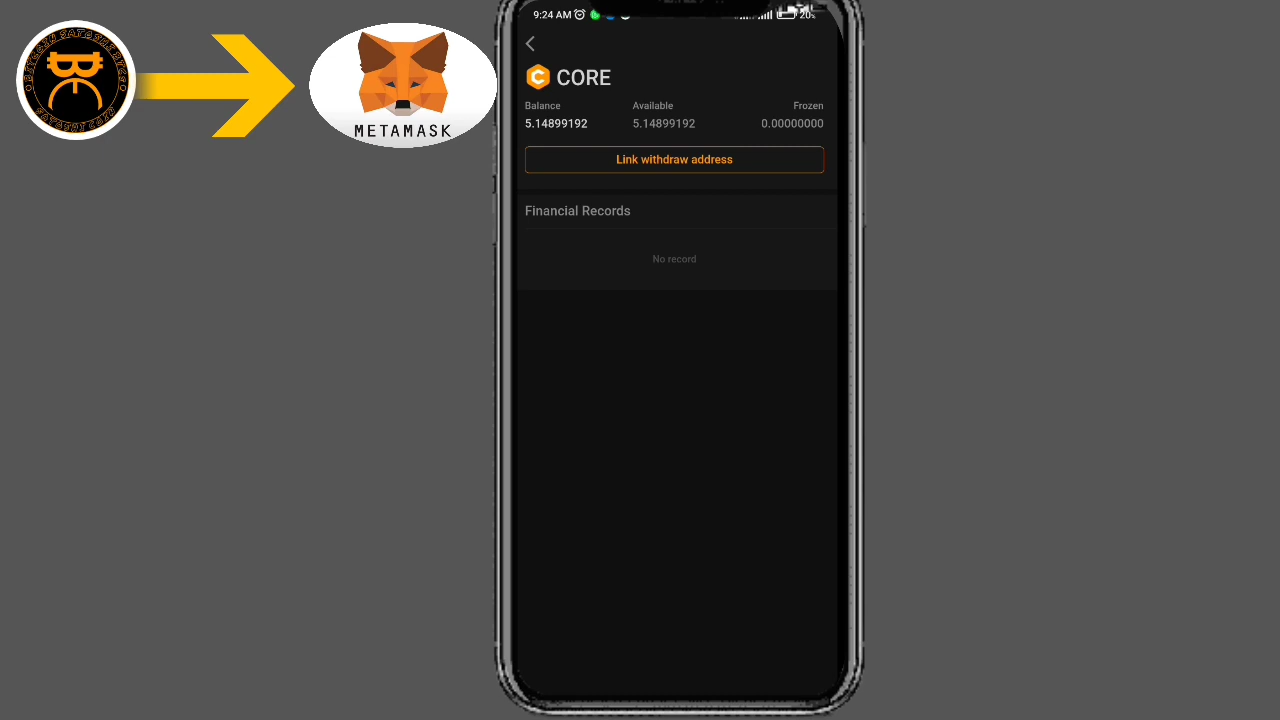 9:24 AM
20%
CORE
Balance Available Frozen
5.14899192 5.14899192 0.00000000
Link withdraw address
Financial Records
No record
METAMASK